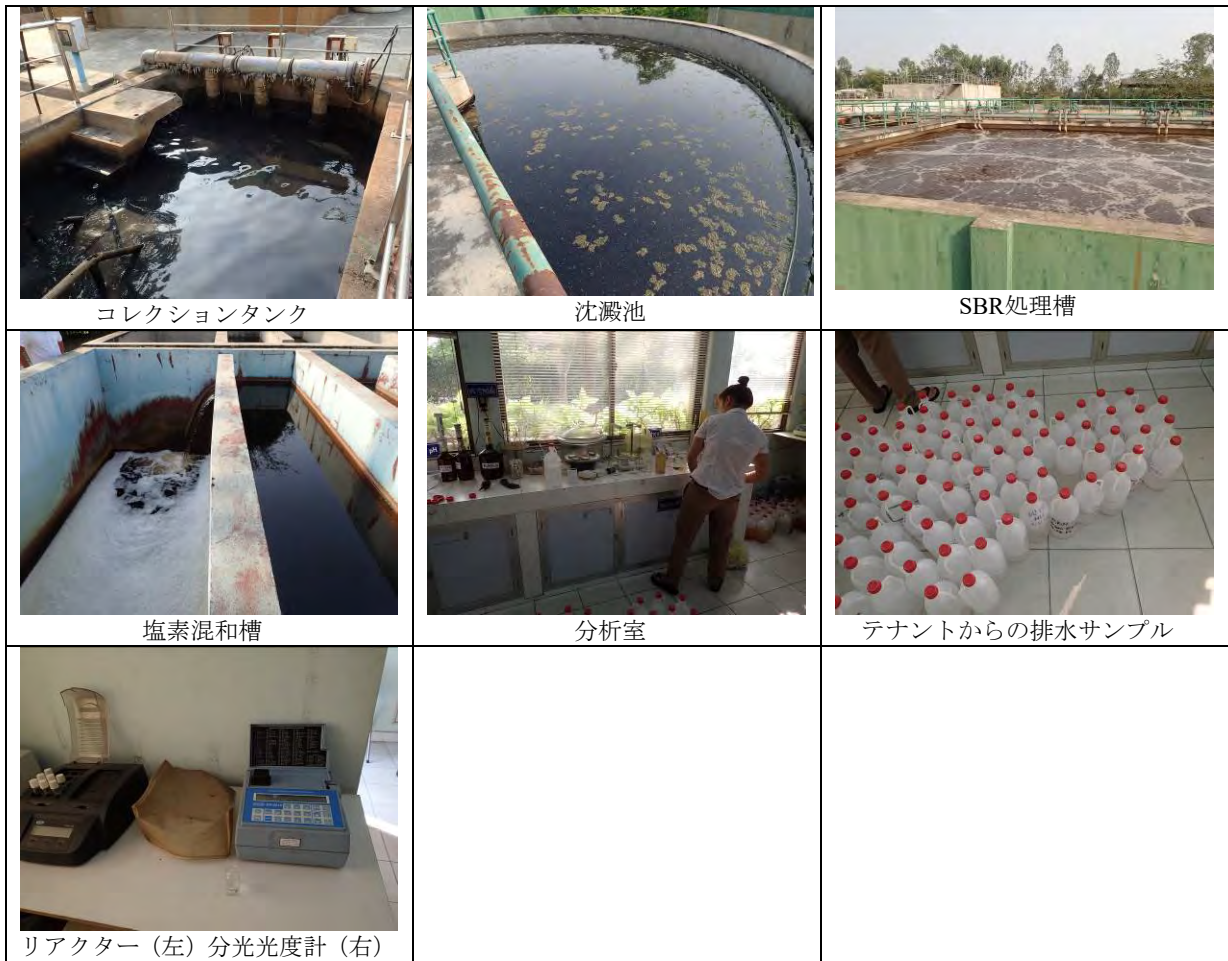 コレクションタンク
沈澱池
SBR処理槽
塩素混和槽
分析室
テナントからの排水サンプル
リアクター（左）分光光度計（右）